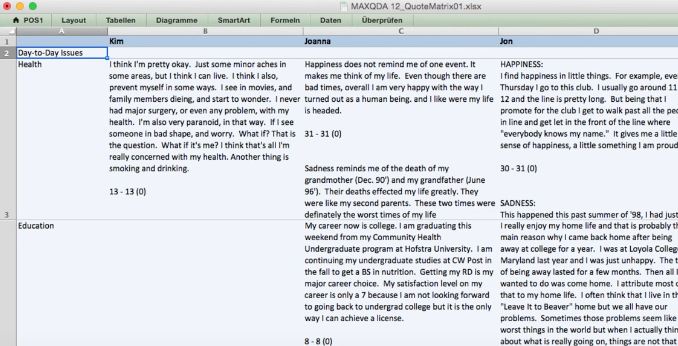 MAXQDA 12_QuoteMatrix01.xlsx
POS1 Layout Tabellen Diagramme SmartArt Formeln Daten Überprüfen
A B C D
1 Kim Joanna Jon
2 Day-to-Day Issues
3 Health
I think I'm pretty okay. Just some minor aches in
some areas, but I think I can live. I think I also,
prevent myself in some ways. I see in movies, and
family members dieing, and start to wonder. I never
had major surgery, or even any problem, with my
health. I'm also very paranoid, in that way. If I see
someone in bad shape, and worry. What if? That is
the question. What if it's me? I think that's all I'm
really concerned with my health. Another thing is
smoking and drinking.
13 - 13 (0)
Happiness does not remind me of one event. It
makes me think of my life. Even though there are
bad times, overall I am very happy with the way I
turned out as a human being, and I like were my life
is headed.
31 - 31 (0)
Sadness reminds me of the death of my
grandmother (Dec. 90') and my grandfather (June
96'). Their deaths effected my life greatly. They
were like my second parents. These two times were
definately the worst times of my life
HAPPINESS:
I find happiness in little things. For example, eve
Thursday I go to this club. I usually go around 11
12 and the line is pretty long. But being that I
promote for the club I get to walk past all the peo
in line and get let in the front of the line where
"everybody knows my name." It gives me a little
sense of happiness, a little something I am proud
30 - 31 (0)
SADNESS:
This happened this past summer of '98, I had just
Education
My career now is college. I am graduating this
weekend from my Community Health
Undergraduate program at Hofstra University. I am
continuing my undergraduate studies at CW Post in
the fall to get a BS in nutrition. Getting my RD is my
major career choice. My satisfaction level on my
career is only a 7 because I am not looking forward
to going back to undergrad college but it is the only
way I can achieve a license.
8 - 8 (0)
I really enjoy my home life and that is probably th
main reason why I came back home after being
away at college for a year. I was at Loyola College
Maryland last year and I was just unhappy. The t
of being away lasted for a few months. Then all I
wanted to do was come home. I attribute most o
that to my home life. I often think that I live in th
"Leave It to Beaver" home but we all have our
problems. Sometimes those problems seem like
worst things in the world but when I actually thin
about what is really going on, things are not that